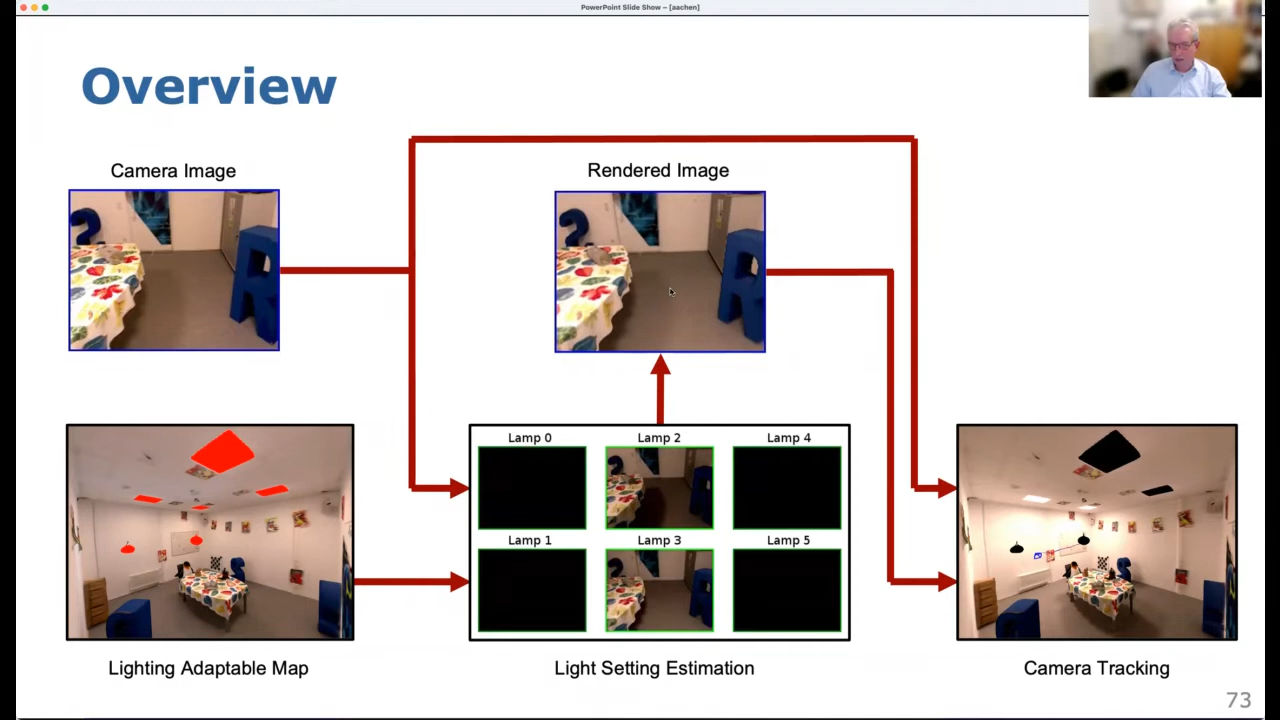 PowerPoint Slide Show – [aachen]
Overview
Camera Image
Rendered Image
Lamp 0
Lamp 2
Lamp 4
Lamp 1
Lamp 3
Lamp 5
Lighting Adaptable Map
Light Setting Estimation
Camera Tracking
73